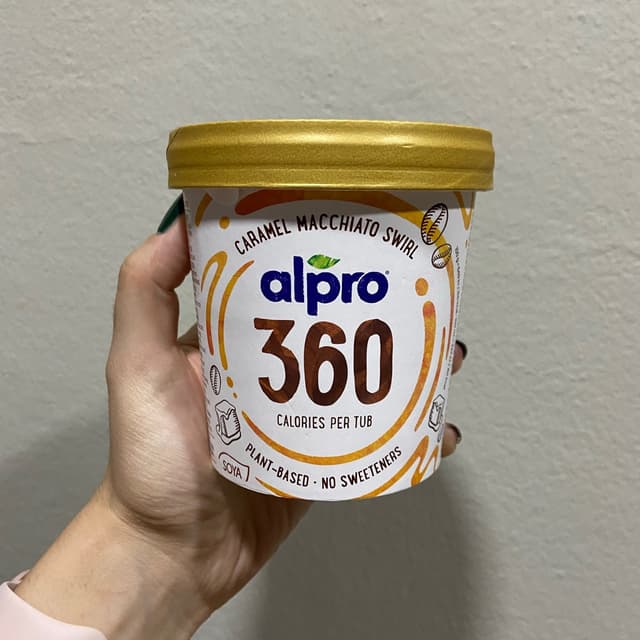 CARAMEL MACCHIATO SWIRL
alpro
360
CALORIES PER TUB
PLANT-BASED · NO SWEETENERS
SOYA